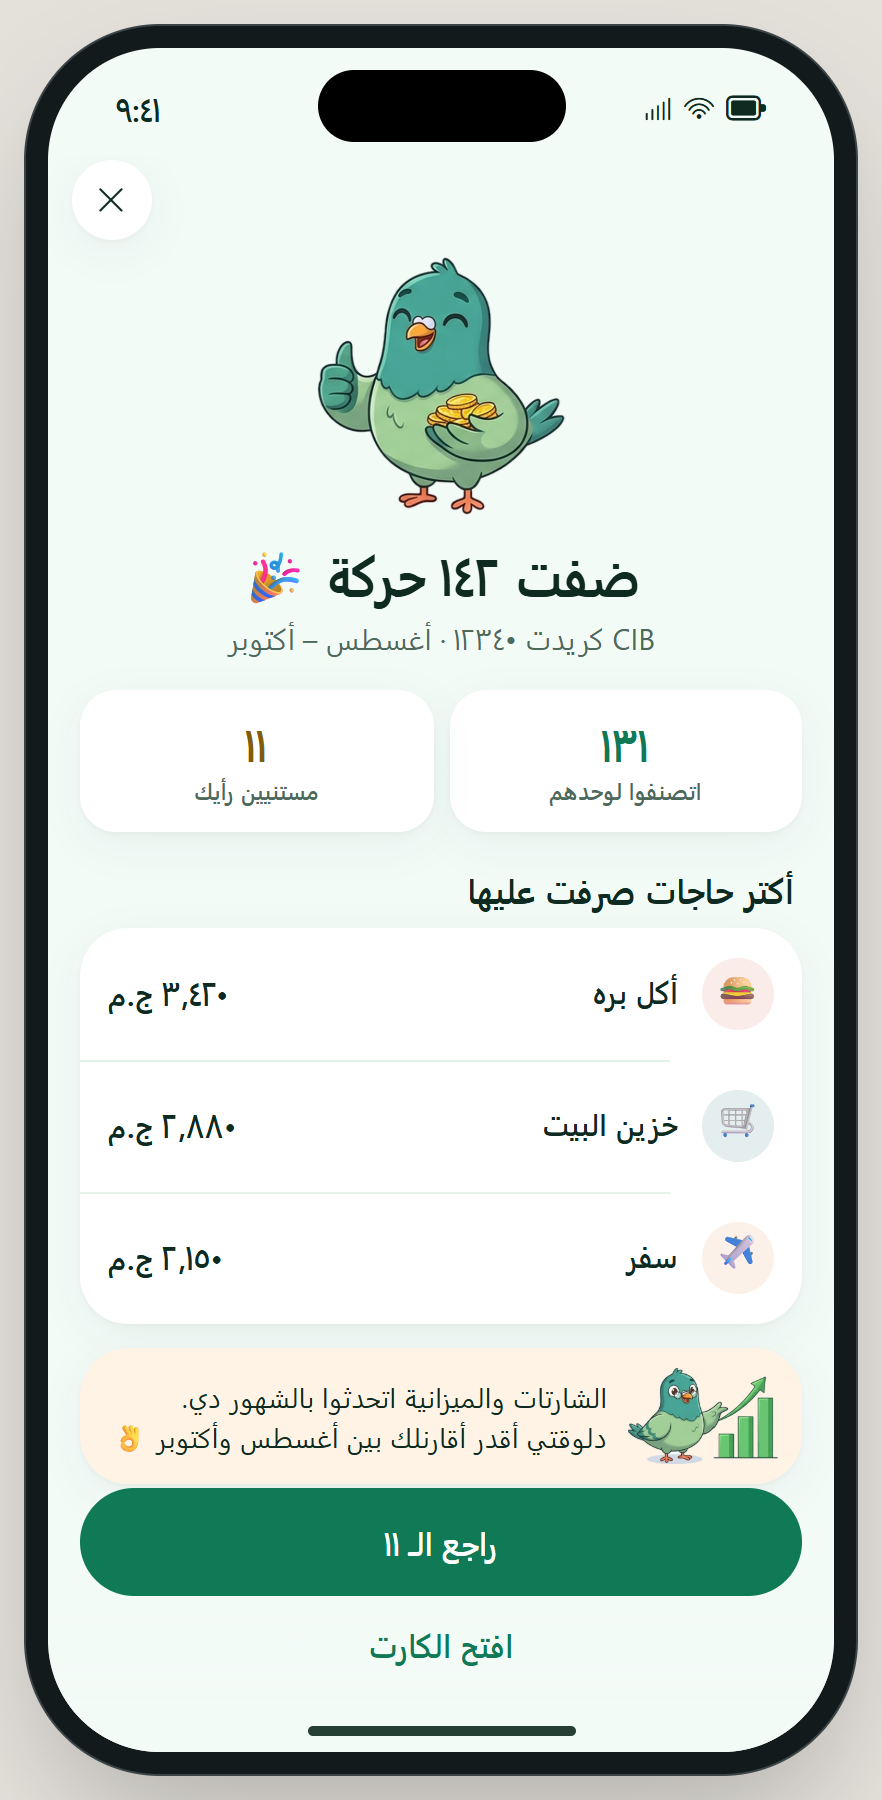 ٩:٤١
ضفت ١٤٢ حركة 🎉
CIB كريدت •١٢٣٤ · أغسطس – أكتوبر
١٣١
اتصنفوا لوحدهم
١١
مستنيين رأيك
أكتر حاجات صرفت عليها
أكل بره
٣,٤٢٠ ج.م
خزين البيت
٢,٨٨٠ ج.م
سفر
٢,١٥٠ ج.م
الشارتات والميزانية اتحدثوا بالشهور دي.
دلوقتي أقدر أقارنلك بين أغسطس وأكتوبر 👌
راجع الـ ١١
افتح الكارت